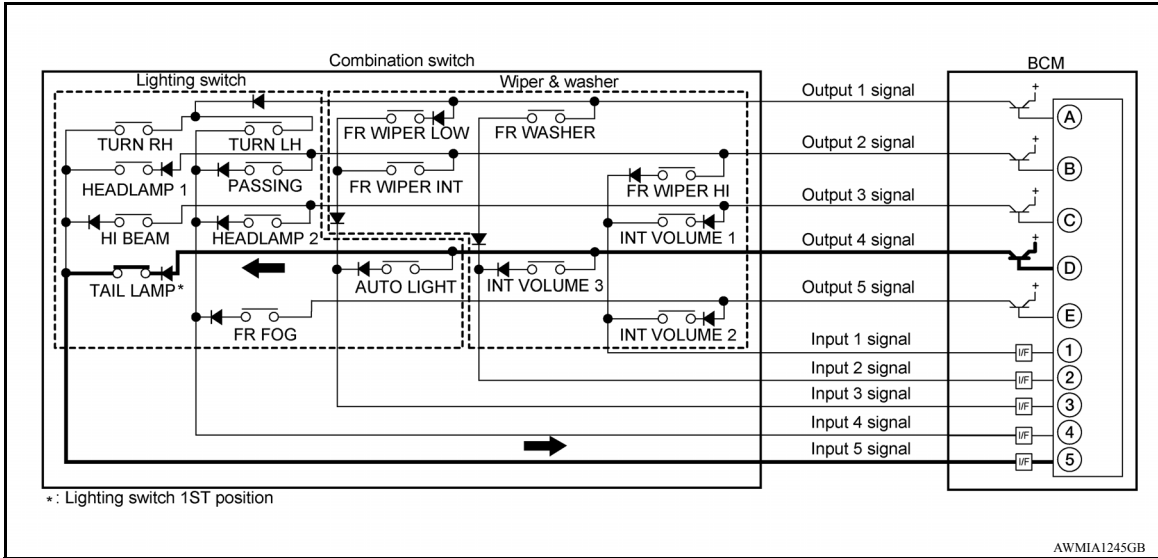 Combination switch
BCM
Lighting switch
Wiper & washer
Output 1 signal
+
A
TURN RH
TURN LH
FR WIPER LOW
FR WASHER
Output 2 signal
+
B
HEADLAMP 1
PASSING
FR WIPER INT
FR WIPER HI
Output 3 signal
+
C
HI BEAM
HEADLAMP 2
INT VOLUME 1
Output 4 signal
+
D
TAIL LAMP*
AUTO LIGHT
INT VOLUME 3
Output 5 signal
+
E
FR FOG
INT VOLUME 2
Input 1 signal
I/F
1
Input 2 signal
I/F
2
Input 3 signal
I/F
3
Input 4 signal
I/F
4
Input 5 signal
I/F
5
*: Lighting switch 1ST position
AWMIA1245GB